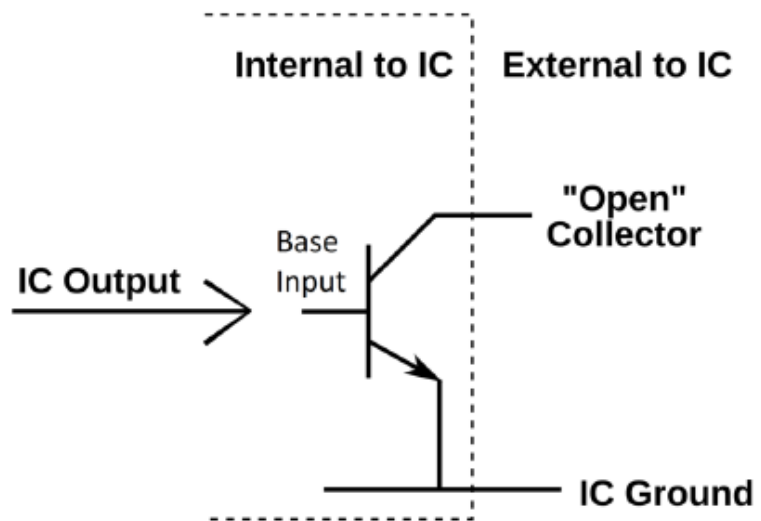 Internal to IC
External to IC
"Open"
Collector
Base
Input
IC Output
IC Ground